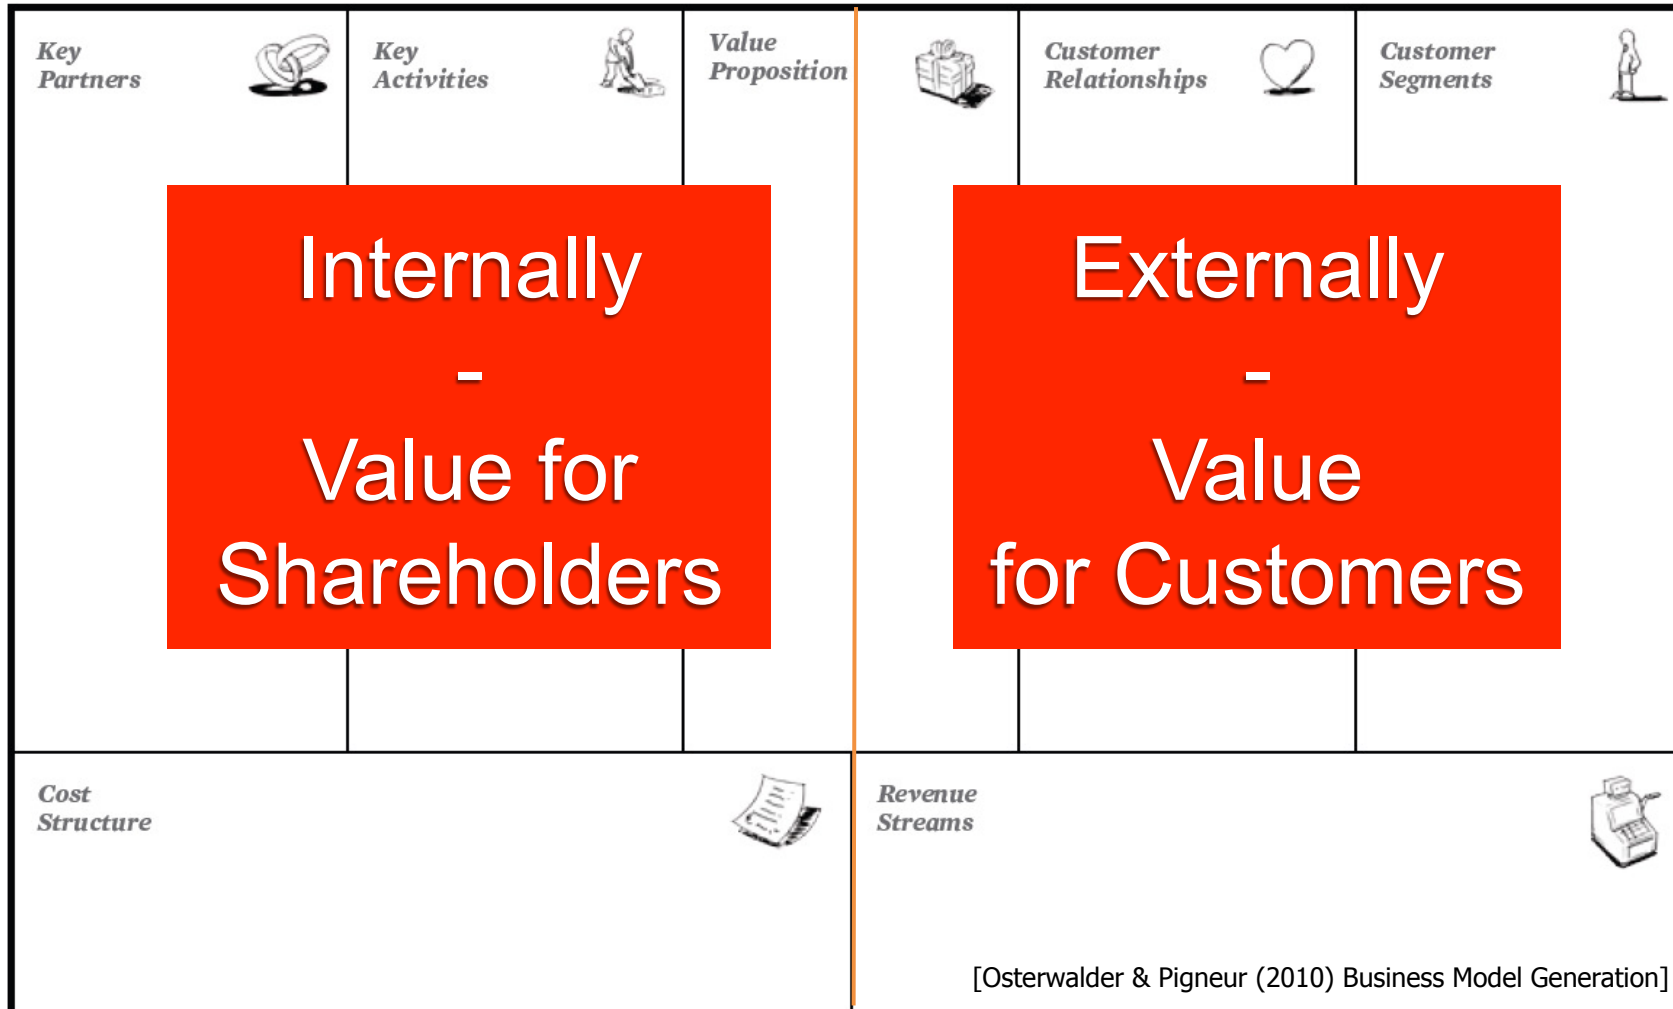 Key
Partners
Key
Activities
Value
Proposition
Customer
Relationships
Customer
Segments
Internally
-
Value for
Shareholders
Externally
-
Value
for Customers
Cost
Structure
Revenue
Streams
[Osterwalder & Pigneur (2010) Business Model Generation]